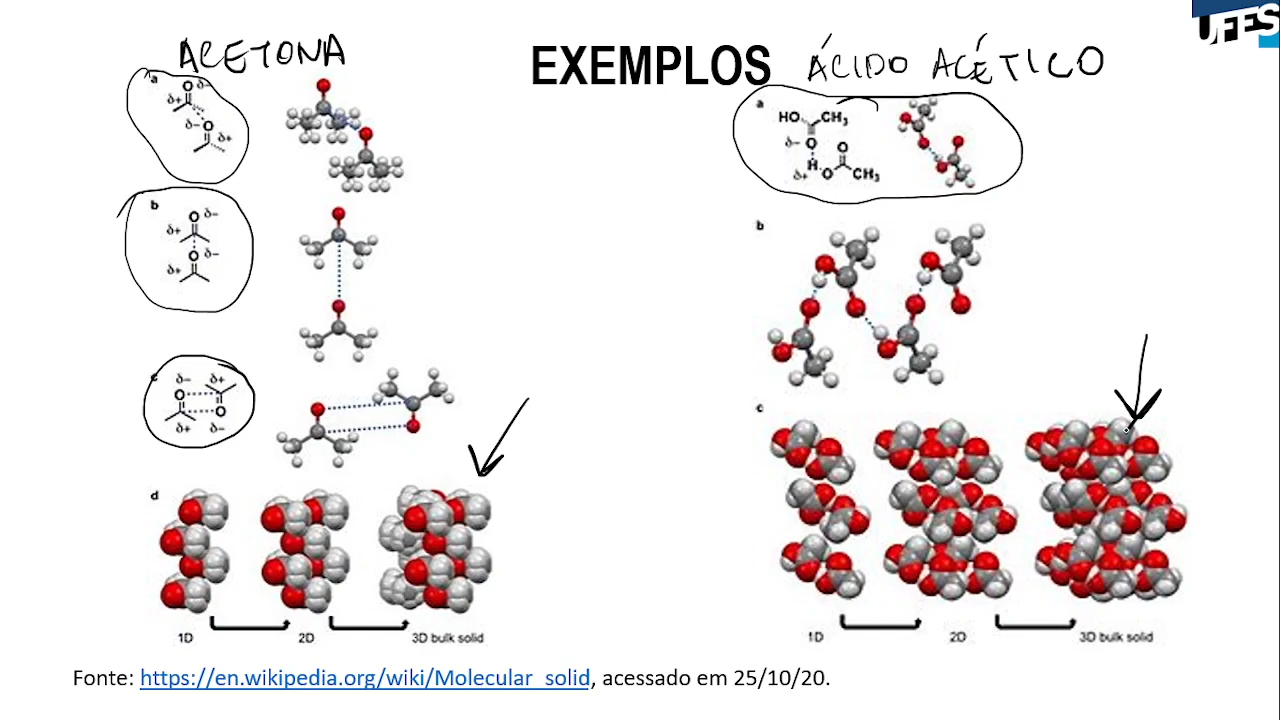 UFES
ACETONA
EXEMPLOS
ÁCIDO ACÉTICO
a
O δ−
δ+
δ− O
δ+
b
O δ−
δ+
O δ−
δ+
c
δ− δ+
O
O
δ+ δ−
d
1D
2D
3D bulk solid
a
HO CH₃
δ− O
H O
δ+ O CH₃
b
c
1D
2D
3D bulk solid
Fonte: https://en.wikipedia.org/wiki/Molecular_solid, acessado em 25/10/20.